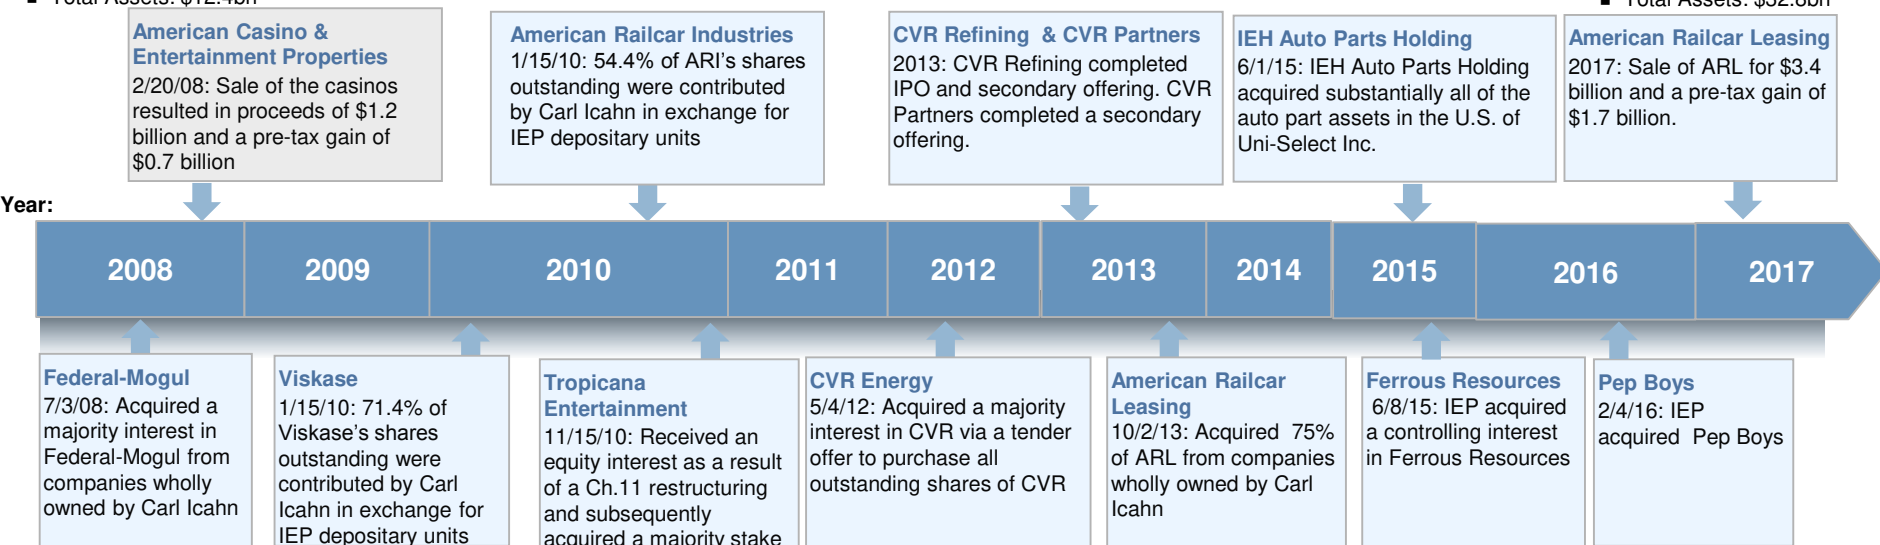 Total Assets: $12.4bn
Total Assets: $32.8bn
American Casino &
Entertainment Properties
2/20/08: Sale of the casinos
resulted in proceeds of $1.2
billion and a pre-tax gain of
$0.7 billion
American Railcar Industries
1/15/10: 54.4% of ARI's shares
outstanding were contributed
by Carl Icahn in exchange for
IEP depositary units
CVR Refining & CVR Partners
2013: CVR Refining completed
IPO and secondary offering. CVR
Partners completed a secondary
offering.
IEH Auto Parts Holding
6/1/15: IEH Auto Parts Holding
acquired substantially all of the
auto part assets in the U.S. of
Uni-Select Inc.
American Railcar Leasing
2017: Sale of ARL for $3.4
billion and a pre-tax gain of
$1.7 billion.
Year:
2008
2009
2010
2011
2012
2013
2014
2015
2016
2017
Federal-Mogul
7/3/08: Acquired a
majority interest in
Federal-Mogul from
companies wholly
owned by Carl Icahn
Viskase
1/15/10: 71.4% of
Viskase's shares
outstanding were
contributed by Carl
Icahn in exchange for
IEP depositary units
Tropicana
Entertainment
11/15/10: Received an
equity interest as a result
of a Ch.11 restructuring
and subsequently
acquired a majority stake
CVR Energy
5/4/12: Acquired a majority
interest in CVR via a tender
offer to purchase all
outstanding shares of CVR
American Railcar
Leasing
10/2/13: Acquired 75%
of ARL from companies
wholly owned by Carl
Icahn
Ferrous Resources
6/8/15: IEP acquired
a controlling interest
in Ferrous Resources
Pep Boys
2/4/16: IEP
acquired Pep Boys